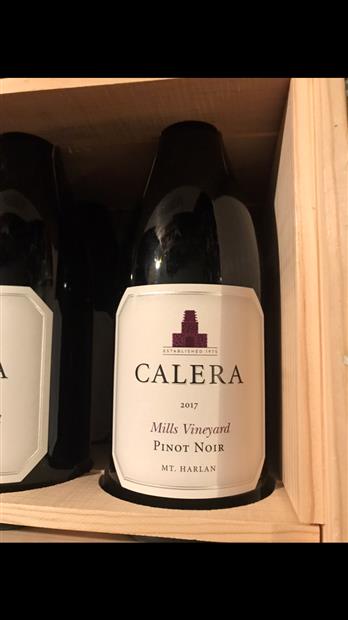 ESTABLISHED 1975
CALERA
2017
Mills Vineyard
PINOT NOIR
MT. HARLAN
A